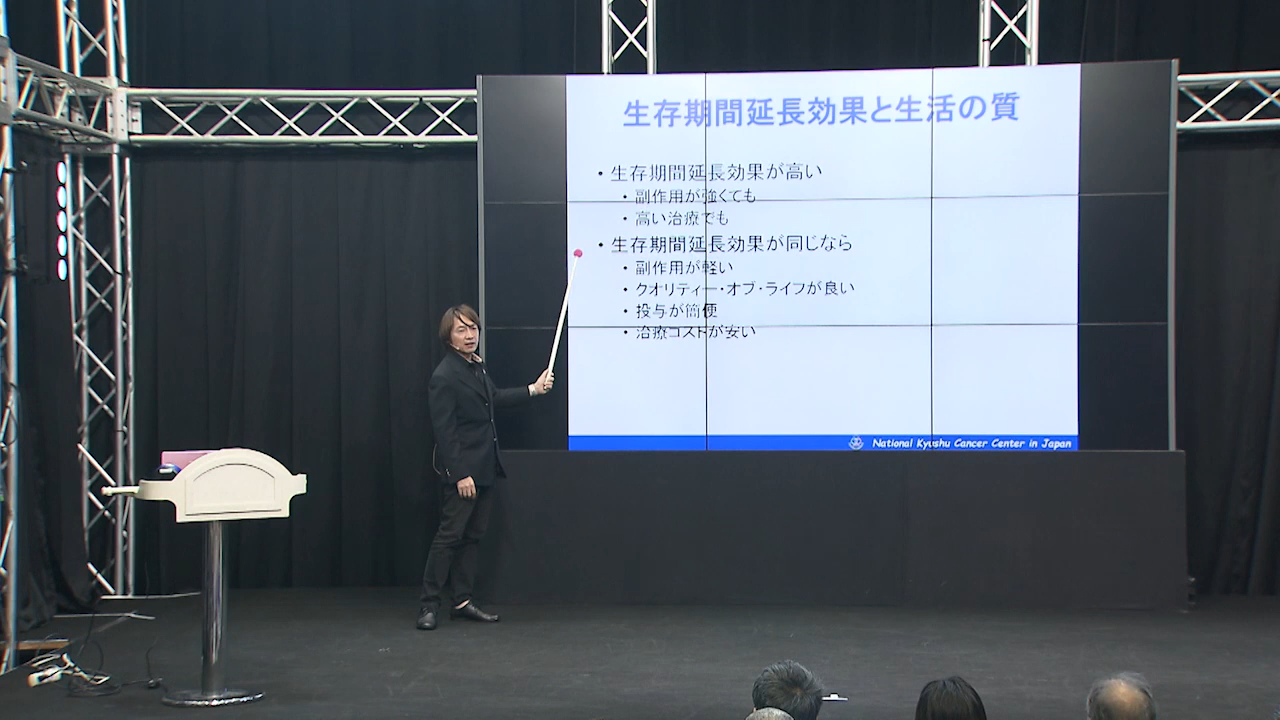 生存期間延長効果と生活の質
・生存期間延長効果が高い
・副作用が強くても
・高い治療でも
・生存期間延長効果が同じなら
・副作用が軽い
・クオリティー・オブ・ライフが良い
・投与が簡便
・治療コストが安い
National Kyushu Cancer Center in Japan